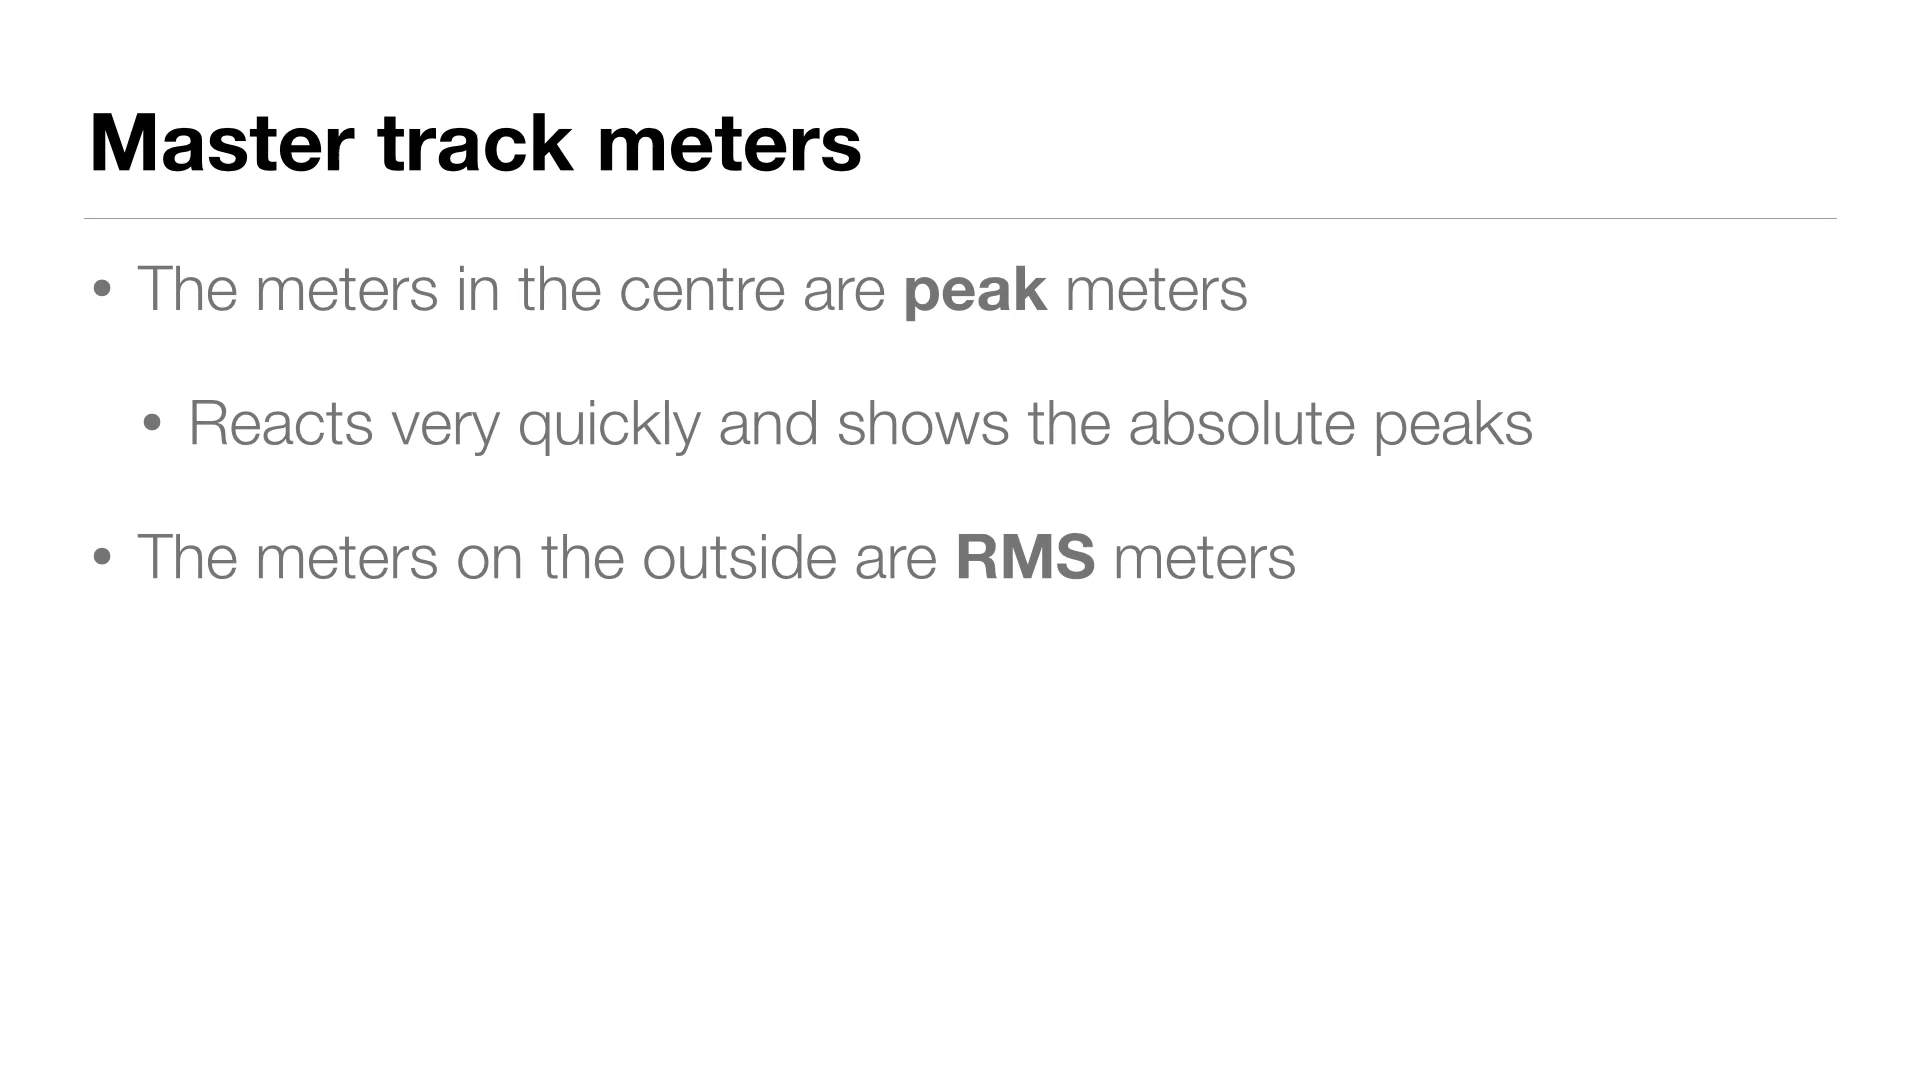 Master track meters
• The meters in the centre are peak meters
• Reacts very quickly and shows the absolute peaks
• The meters on the outside are RMS meters